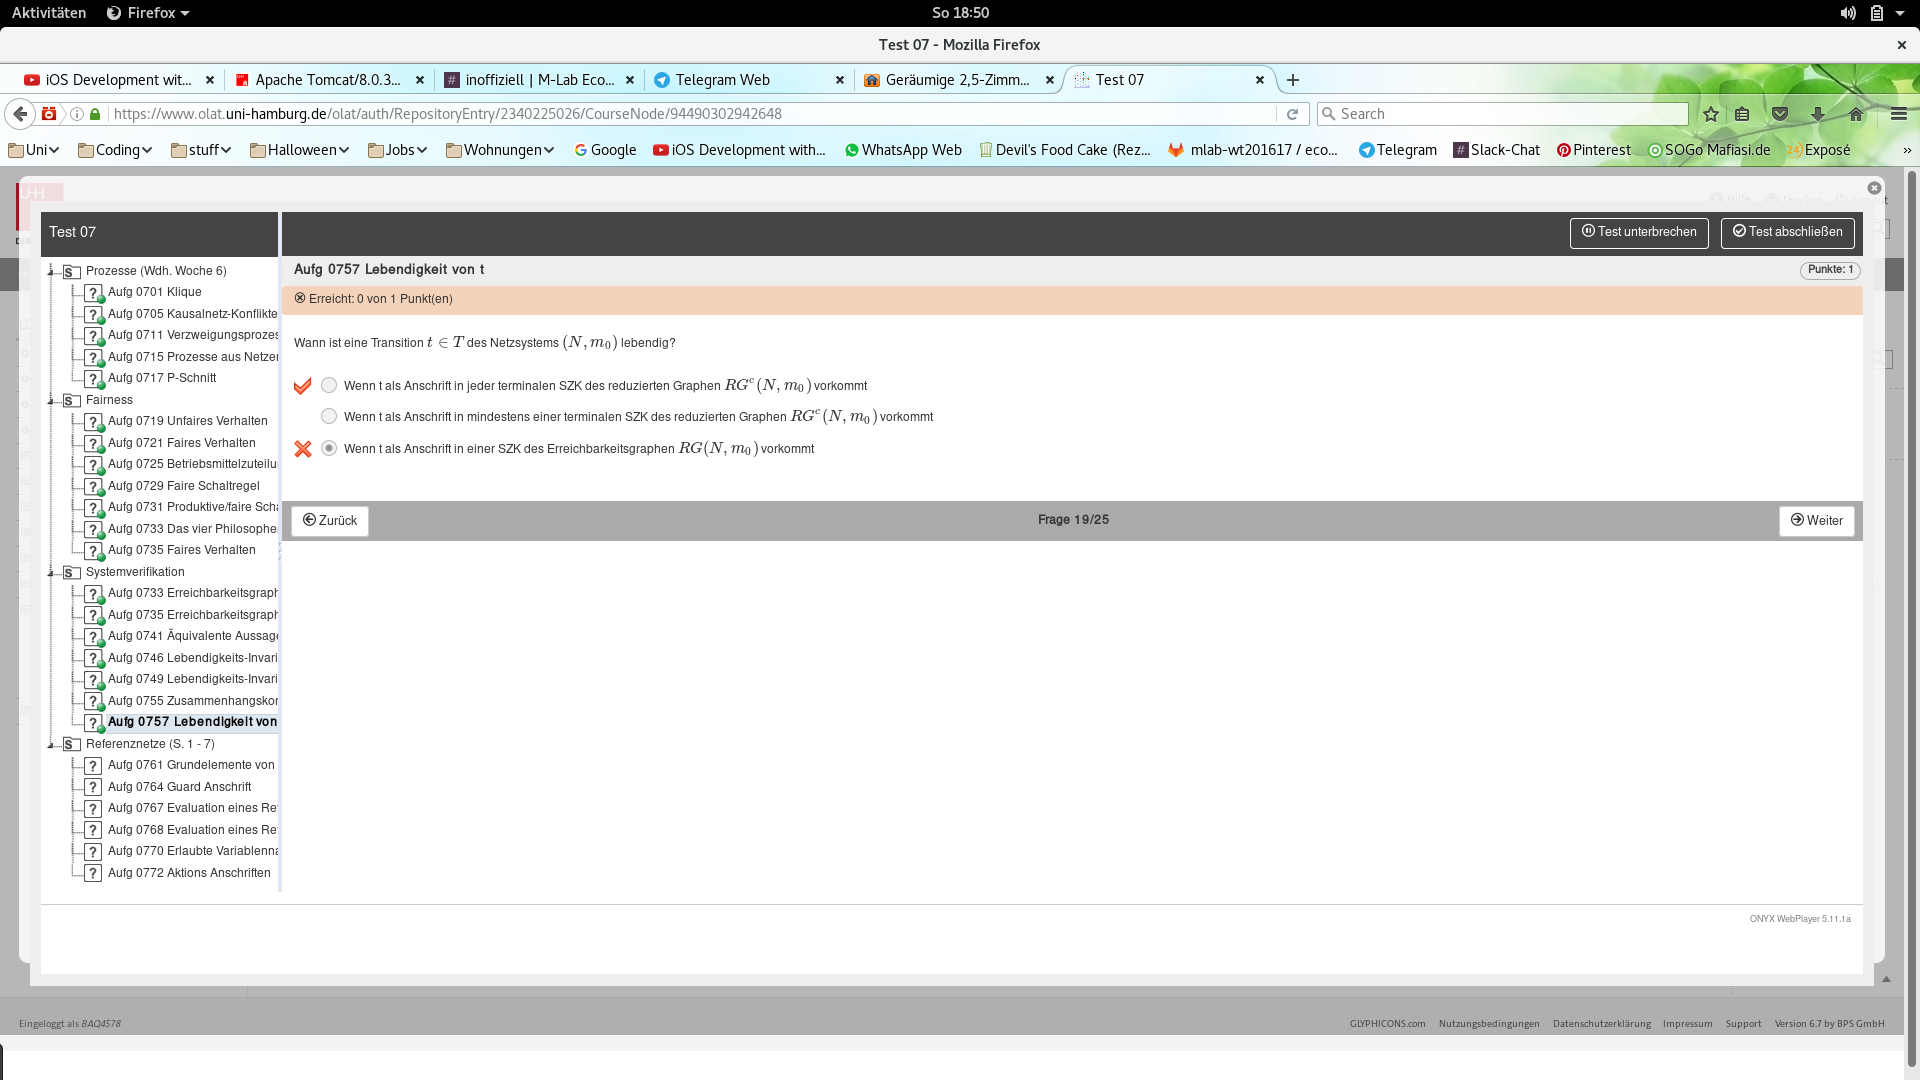 Aktivitäten Firefox So 18:50
Test 07 - Mozilla Firefox
iOS Development wit... Apache Tomcat/8.0.3... inoffiziell | M-Lab Eco... Telegram Web Geräumige 2,5-Zimm... Test 07
https://www.olat.uni-hamburg.de/olat/auth/RepositoryEntry/2340225026/CourseNode/94490302942648 Search
Uni Coding stuff Halloween Jobs Wohnungen Google iOS Development with... WhatsApp Web Devil's Food Cake (Rez... mlab-wt201617 / eco... Telegram Slack-Chat Pinterest SOGo Mafiasi.de Exposé »
Test 07 Test unterbrechen Test abschließen
Prozesse (Wdh. Woche 6)
Aufg 0701 Klique
Aufg 0705 Kausalnetz-Konflikte
Aufg 0711 Verzweigungsprozes
Aufg 0715 Prozesse aus Netzen
Aufg 0717 P-Schnitt
Fairness
Aufg 0719 Unfaires Verhalten
Aufg 0721 Faires Verhalten
Aufg 0725 Betriebsmittelzuteilu
Aufg 0729 Faire Schaltregel
Aufg 0731 Produktive/faire Scha
Aufg 0733 Das vier Philosophe
Aufg 0735 Faires Verhalten
Systemverifikation
Aufg 0733 Erreichbarkeitsgraph
Aufg 0735 Erreichbarkeitsgraph
Aufg 0741 Äquivalente Aussage
Aufg 0746 Lebendigkeits-Invari
Aufg 0749 Lebendigkeits-Invari
Aufg 0755 Zusammenhangskon
Aufg 0757 Lebendigkeit von
Referenznetze (S. 1 - 7)
Aufg 0761 Grundelemente von
Aufg 0764 Guard Anschrift
Aufg 0767 Evaluation eines Re
Aufg 0768 Evaluation eines Re
Aufg 0770 Erlaubte Variablenna
Aufg 0772 Aktions Anschriften
Aufg 0757 Lebendigkeit von t Punkte: 1
Erreicht: 0 von 1 Punkt(en)
Wann ist eine Transition t ∈ T des Netzsystems (N, m₀) lebendig?
Wenn t als Anschrift in jeder terminalen SZK des reduzierten Graphen RGᶜ(N, m₀) vorkommt
Wenn t als Anschrift in mindestens einer terminalen SZK des reduzierten Graphen RGᶜ(N, m₀) vorkommt
Wenn t als Anschrift in einer SZK des Erreichbarkeitsgraphen RG(N, m₀) vorkommt
Zurück Frage 19/25 Weiter
ONYX WebPlayer 5.11.1a
Eingeloggt als BAQ4578 GLYPHICONS.com Nutzungsbedingungen Datenschutzerklärung Impressum Support Version 6.7 by BPS GmbH